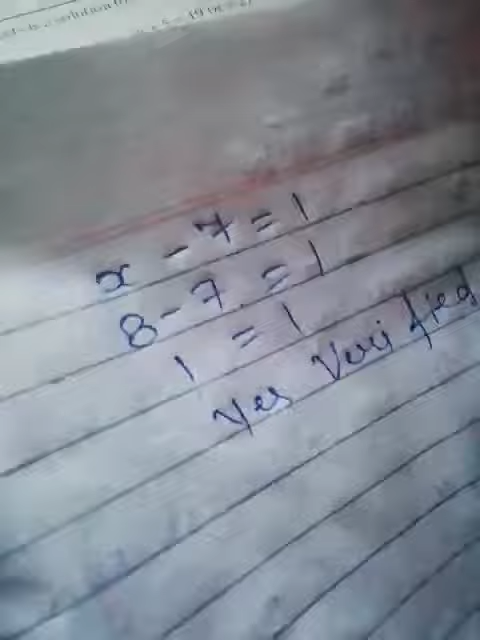 x - 7 = 1
8 - 7 = 1
1 = 1
Yes Verified